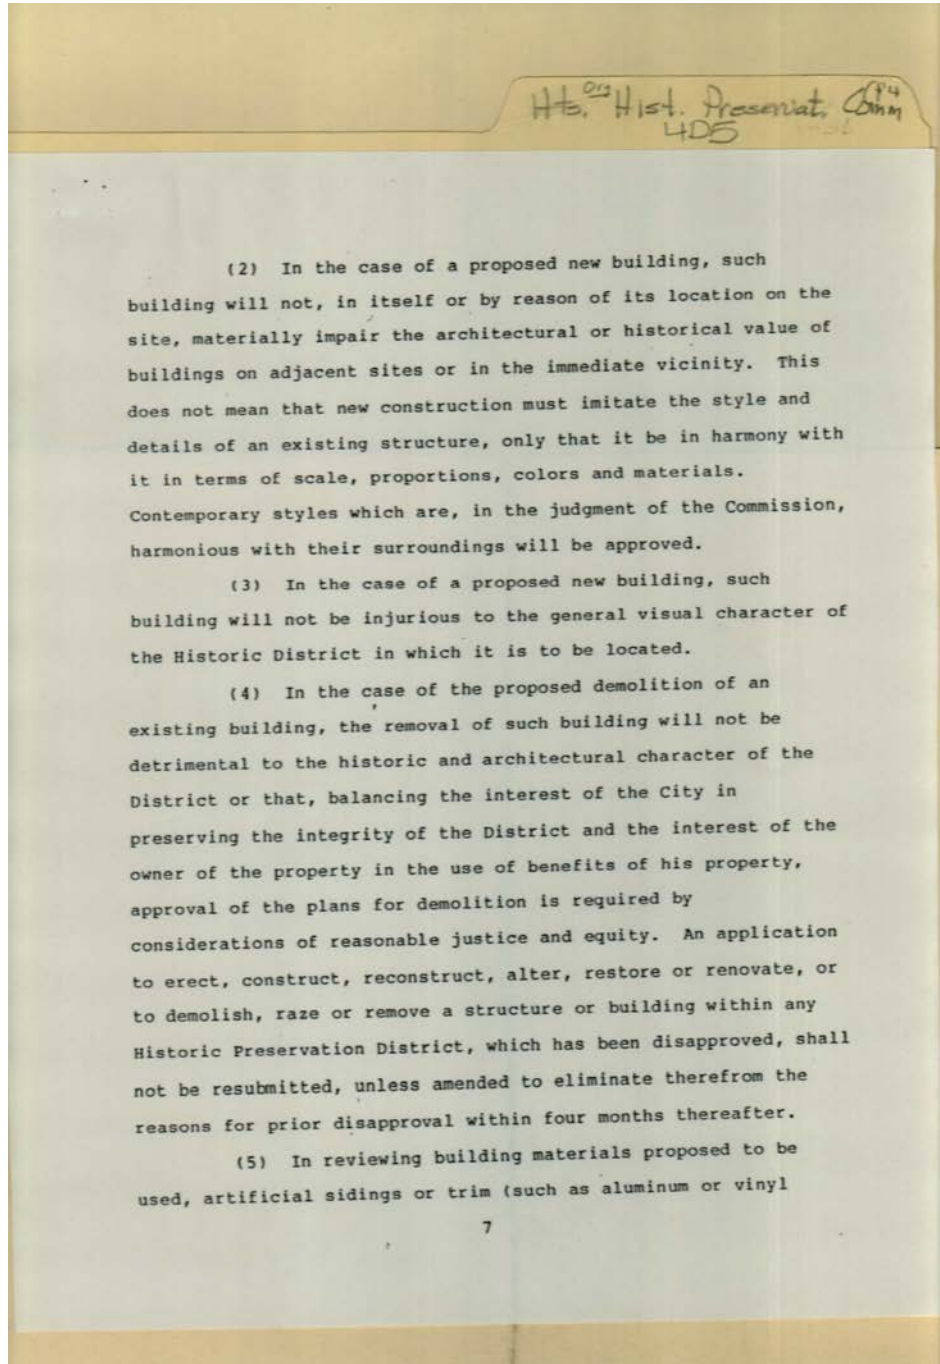 Hts. Org Hist. Preservat. Comm
4D5
(2) In the case of a proposed new building, such
building will not, in itself or by reason of its location on the
site, materially impair the architectural or historical value of
buildings on adjacent sites or in the immediate vicinity. This
does not mean that new construction must imitate the style and
details of an existing structure, only that it be in harmony with
it in terms of scale, proportions, colors and materials.
Contemporary styles which are, in the judgment of the Commission,
harmonious with their surroundings will be approved.
(3) In the case of a proposed new building, such
building will not be injurious to the general visual character of
the Historic District in which it is to be located.
(4) In the case of the proposed demolition of an
existing building, the removal of such building will not be
detrimental to the historic and architectural character of the
District or that, balancing the interest of the City in
preserving the integrity of the District and the interest of the
owner of the property in the use of benefits of his property,
approval of the plans for demolition is required by
considerations of reasonable justice and equity. An application
to erect, construct, reconstruct, alter, restore or renovate, or
to demolish, raze or remove a structure or building within any
Historic Preservation District, which has been disapproved, shall
not be resubmitted, unless amended to eliminate therefrom the
reasons for prior disapproval within four months thereafter.
(5) In reviewing building materials proposed to be
used, artificial sidings or trim (such as aluminum or vinyl
7